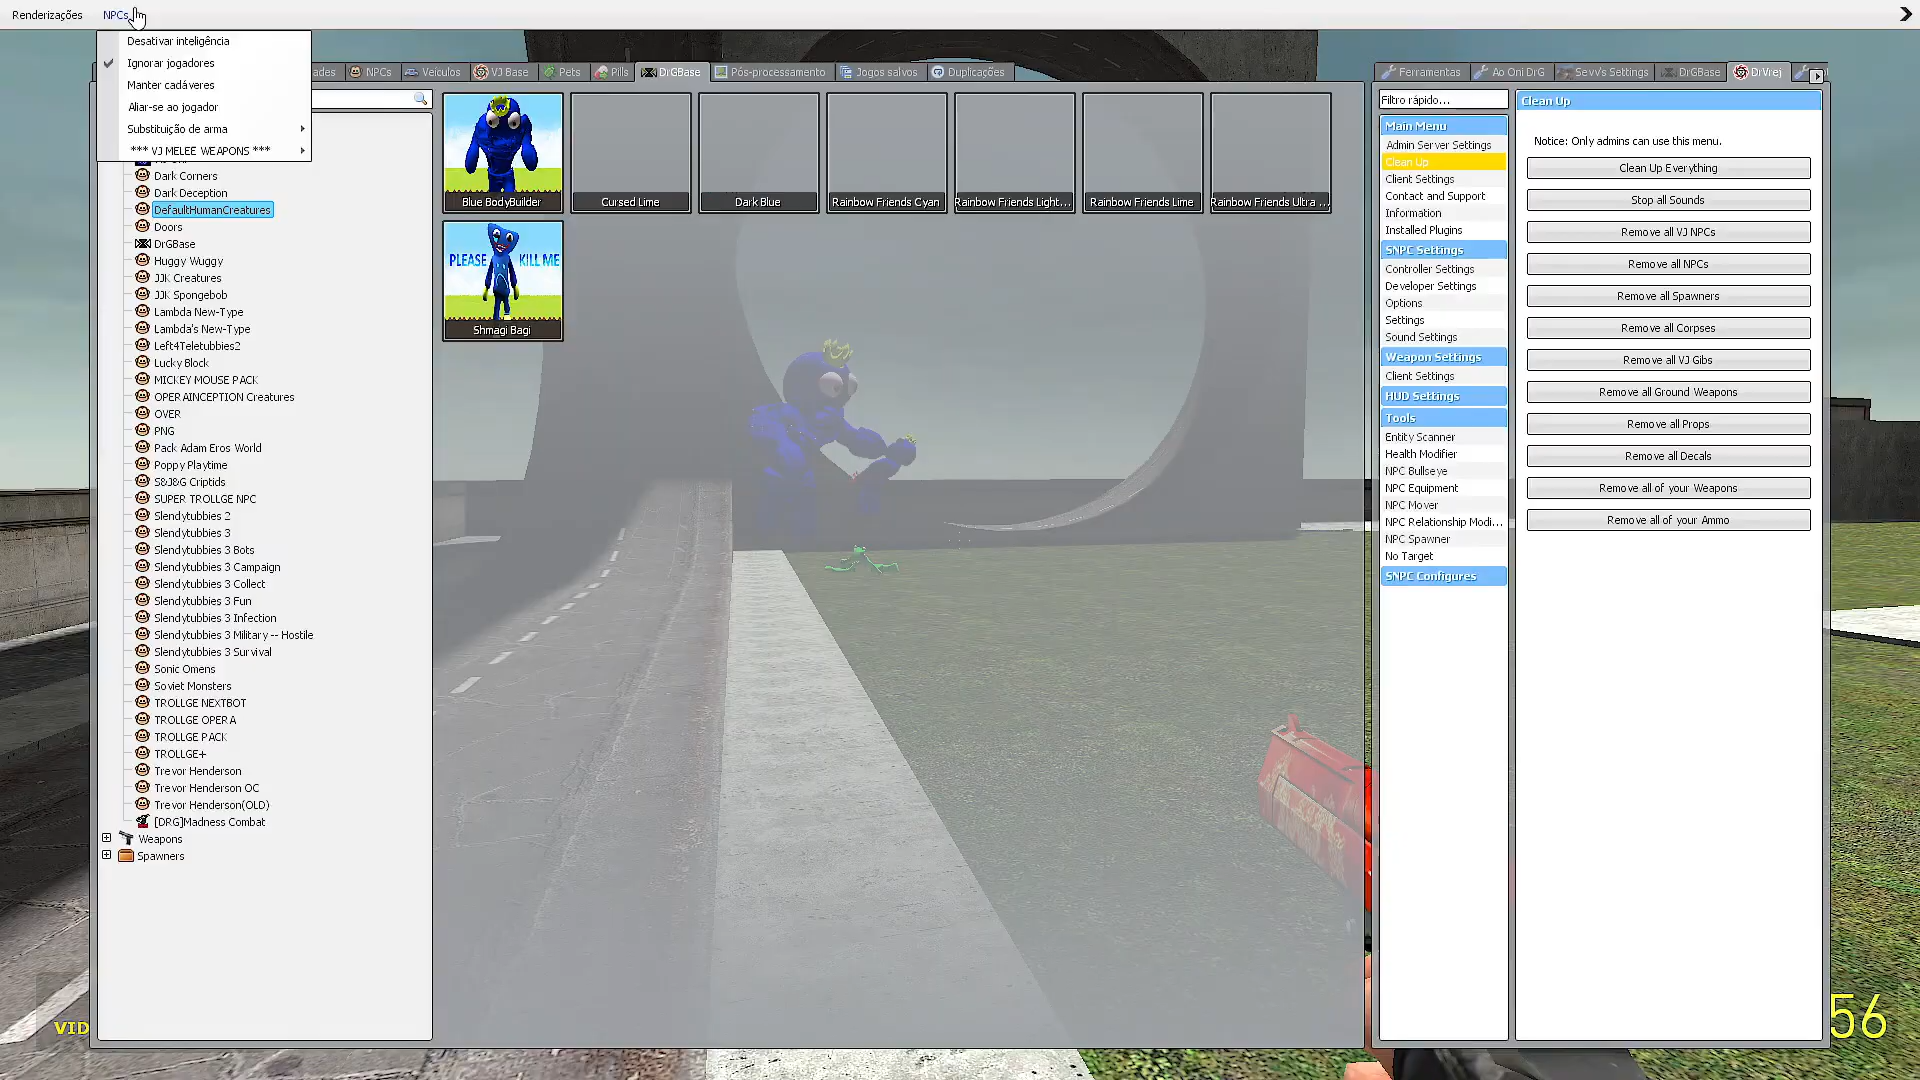 Renderizações NPCs
Desativar inteligência
Ignorar jogadores
Manter cadáveres
Aliar-se ao jogador
Substituição de arma
*** VJ MELEE WEAPONS ***
ades NPCs Veículos VJ Base Pets Pills DrGBase Pós-processamento Jogos salvos Duplicações
Dark Corners
Dark Deception
DefaultHumanCreatures
Doors
DrGBase
Huggy Wuggy
JJK Creatures
JJK Spongebob
Lambda New-Type
Lambda's New-Type
Left4Teletubbies2
Lucky Block
MICKEY MOUSE PACK
OPERAINCEPTION Creatures
OVER
PNG
Pack Adam Eros World
Poppy Playtime
S&J&G Criptids
SUPER TROLLGE NPC
Slendytubbies 2
Slendytubbies 3
Slendytubbies 3 Bots
Slendytubbies 3 Campaign
Slendytubbies 3 Collect
Slendytubbies 3 Fun
Slendytubbies 3 Infection
Slendytubbies 3 Military -- Hostile
Slendytubbies 3 Survival
Sonic Omens
Soviet Monsters
TROLLGE NEXTBOT
TROLLGE OPERA
TROLLGE PACK
TROLLGE+
Trevor Henderson
Trevor Henderson OC
Trevor Henderson(OLD)
[DRG]Madness Combat
Weapons
Spawners
Blue BodyBuilder
Cursed Lime
Dark Blue
Rainbow Friends Cyan
Rainbow Friends Light...
Rainbow Friends Lime
Rainbow Friends Ultra ...
PLEASE KILL ME
Shmagi Bagi
Ferramentas Ao Oni DrG Sevv's Settings DrGBase DrVrej
Filtro rápido...
Main Menu
Admin Server Settings
Clean Up
Client Settings
Contact and Support
Information
Installed Plugins
SNPC Settings
Controller Settings
Developer Settings
Options
Settings
Sound Settings
Weapon Settings
Client Settings
HUD Settings
Tools
Entity Scanner
Health Modifier
NPC Bullseye
NPC Equipment
NPC Mover
NPC Relationship Modi...
NPC Spawner
No Target
SNPC Configures
Clean Up
Notice: Only admins can use this menu.
Clean Up Everything
Stop all Sounds
Remove all VJ NPCs
Remove all NPCs
Remove all Spawners
Remove all Corpses
Remove all VJ Gibs
Remove all Ground Weapons
Remove all Props
Remove all Decals
Remove all of your Weapons
Remove all of your Ammo
VID
56